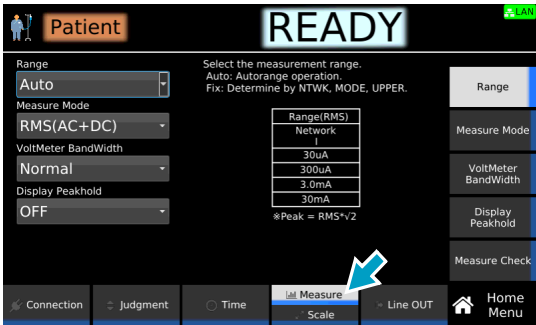 Patient
READY
LAN
Range
Auto
Measure Mode
RMS(AC+DC)
VoltMeter BandWidth
Normal
Display Peakhold
OFF
Select the measurement range.
Auto: Autorange operation.
Fix: Determine by NTWK, MODE, UPPER.
Range(RMS)
Network
I
30uA
300uA
3.0mA
30mA
※Peak = RMS*√2
Range
Measure Mode
VoltMeter
BandWidth
Display
Peakhold
Measure Check
Connection
Judgment
Time
Measure
Scale
Line OUT
Home
Menu